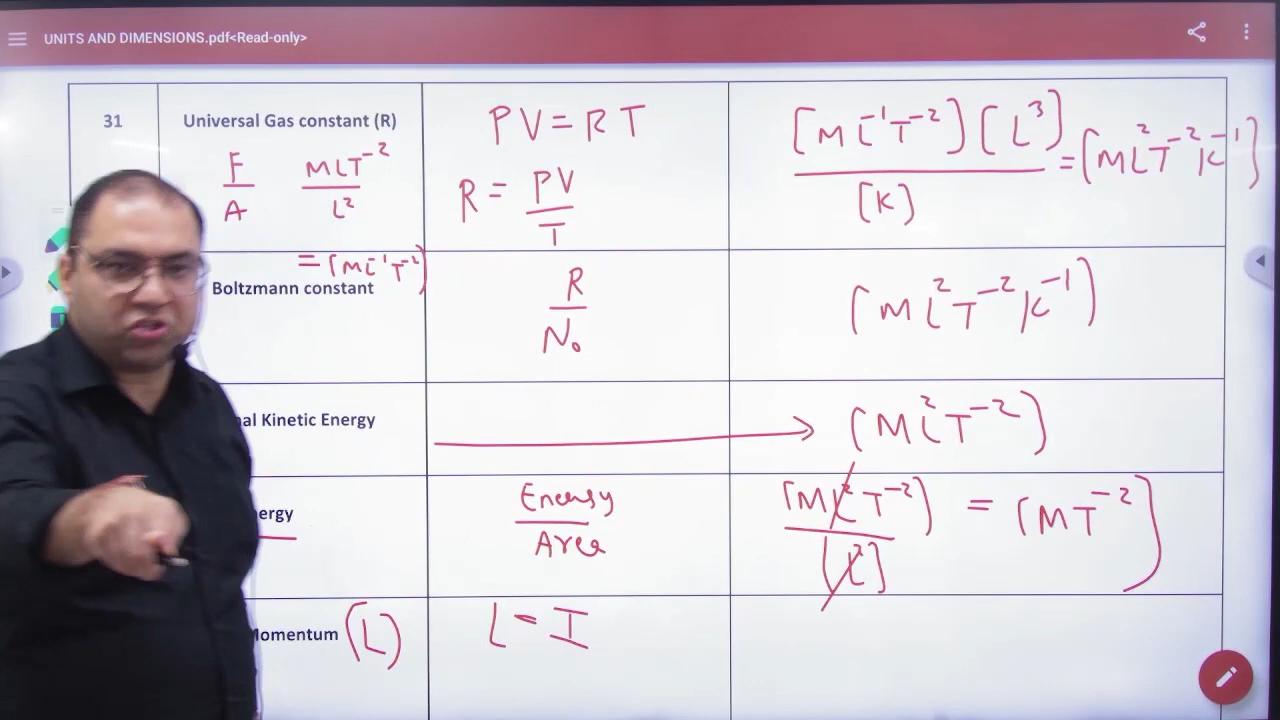 UNITS AND DIMENSIONS.pdf<Read-only>
31 Universal Gas constant (R) PV = RT [ML⁻¹T⁻²][L³] / [K] = [ML²T⁻²K⁻¹]
F/A MLT⁻²/L² R = PV/T
= [ML⁻¹T⁻²]
Boltzmann constant R/N₀ [ML²T⁻²K⁻¹]
nal Kinetic Energy → [ML²T⁻²]
ergy Energy/Area [ML²T⁻²]/[L²] = [MT⁻²]
Momentum (L) L = I